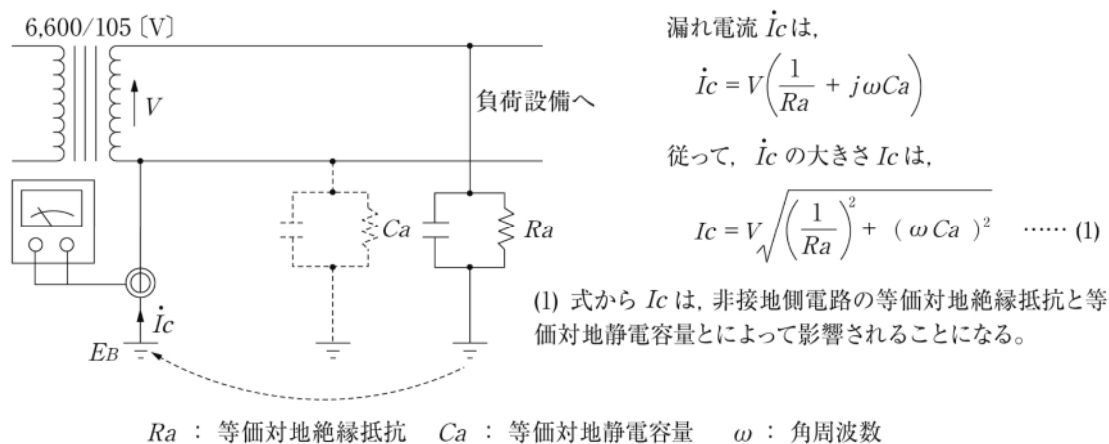 6,600/105〔V〕
V
負荷設備へ
Ca
Ra
İc
EB
漏れ電流 İc は,
İc = V(1/Ra + jωCa)
従って, İc の大きさ Ic は,
Ic = V√((1/Ra)² + (ωCa)²) …… (1)
(1) 式から Ic は, 非接地側電路の等価対地絶縁抵抗と等
価対地静電容量とによって影響されることになる。
Ra : 等価対地絶縁抵抗 Ca : 等価対地静電容量 ω : 角周波数